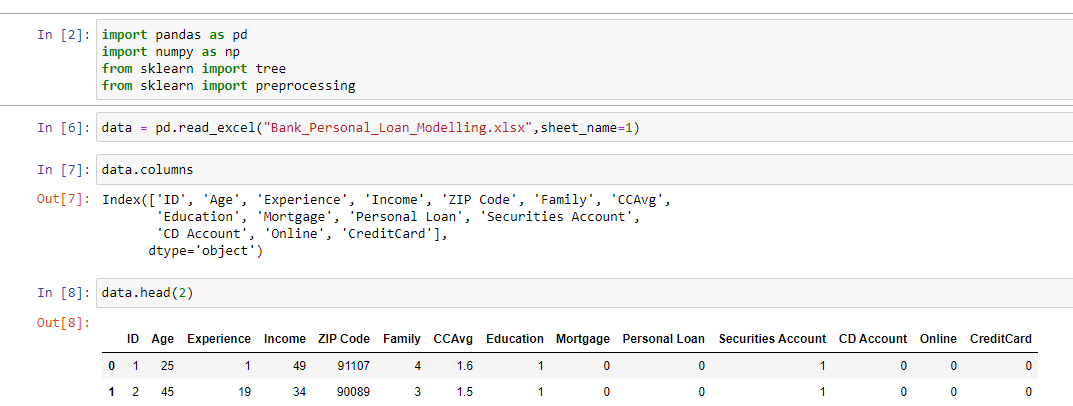 In [2]: import pandas as pd
import numpy as np
from sklearn import tree
from sklearn import preprocessing
In [6]: data = pd.read_excel("Bank_Personal_Loan_Modelling.xlsx",sheet_name=1)
In [7]: data.columns
Out[7]: Index(['ID', 'Age', 'Experience', 'Income', 'ZIP Code', 'Family', 'CCAvg',
'Education', 'Mortgage', 'Personal Loan', 'Securities Account',
'CD Account', 'Online', 'CreditCard'],
dtype='object')
In [8]: data.head(2)
Out[8]:
ID Age Experience Income ZIP Code Family CCAvg Education Mortgage Personal Loan Securities Account CD Account Online CreditCard
0 1 25 1 49 91107 4 1.6 1 0 0 1 0 0 0
1 2 45 19 34 90089 3 1.5 1 0 0 1 0 0 0